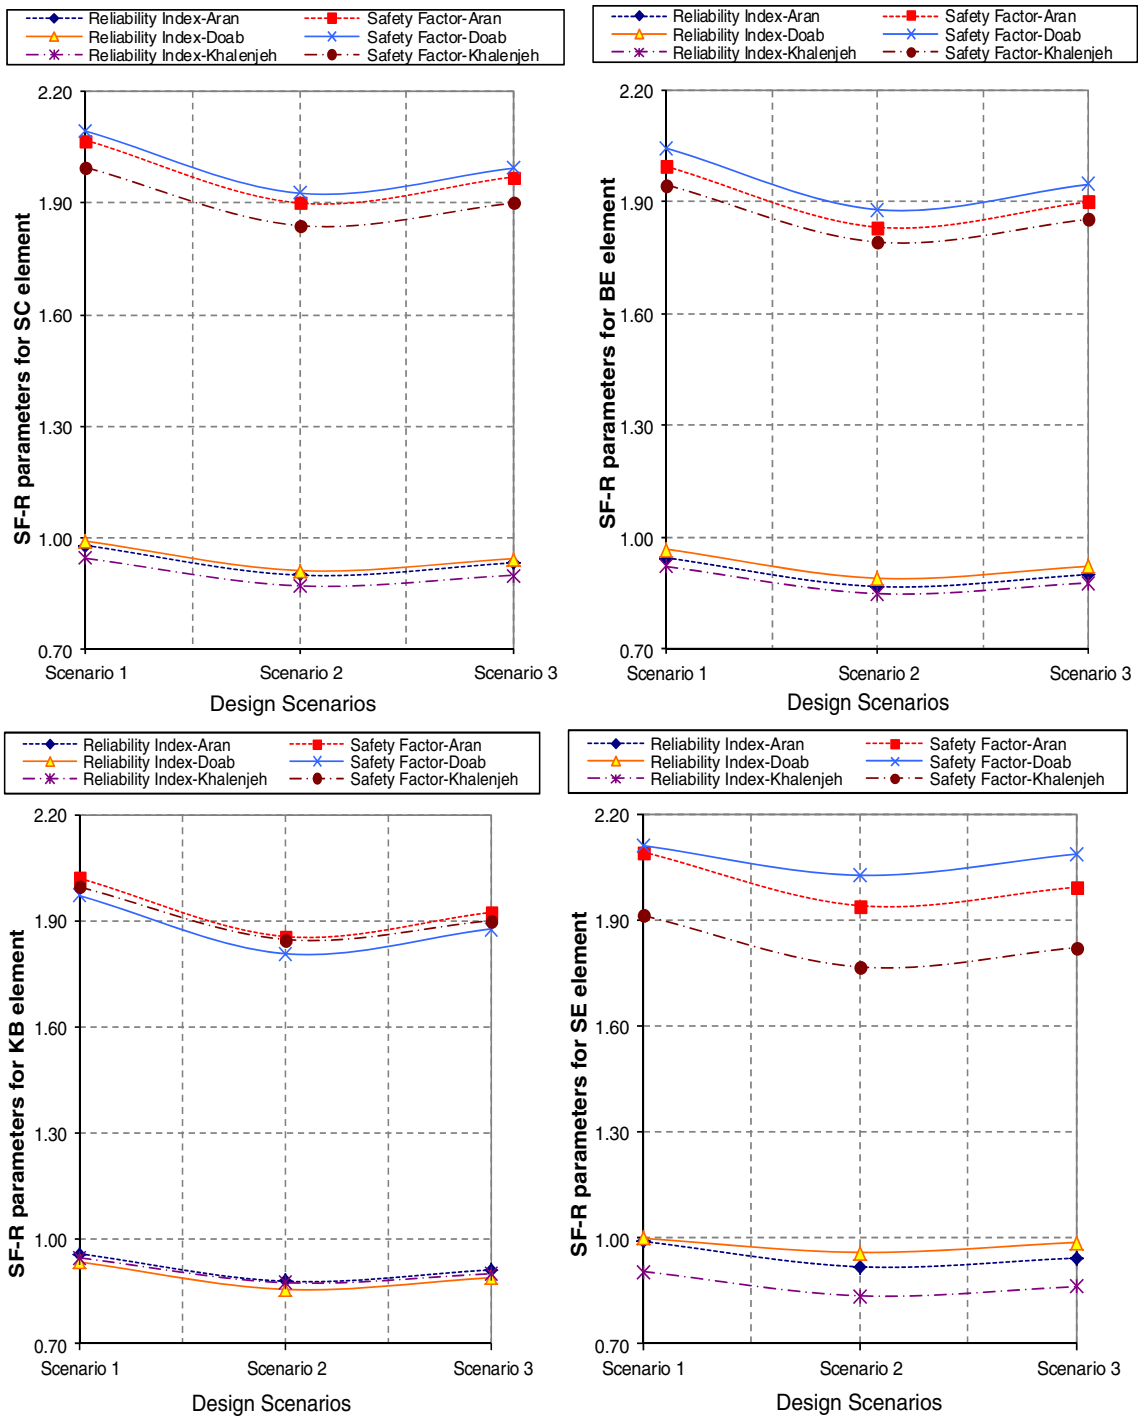 Reliability Index-Aran Safety Factor-Aran
Reliability Index-Doab Safety Factor-Doab
Reliability Index-Khalenjeh Safety Factor-Khalenjeh
SF-R parameters for SC element
2.20
1.90
1.60
1.30
1.00
0.70
Scenario 1 Scenario 2 Scenario 3
Design Scenarios
Reliability Index-Aran Safety Factor-Aran
Reliability Index-Doab Safety Factor-Doab
Reliability Index-Khalenjeh Safety Factor-Khalenjeh
SF-R parameters for BE element
2.20
1.90
1.60
1.30
1.00
0.70
Scenario 1 Scenario 2 Scenario 3
Design Scenarios
Reliability Index-Aran Safety Factor-Aran
Reliability Index-Doab Safety Factor-Doab
Reliability Index-Khalenjeh Safety Factor-Khalenjeh
SF-R parameters for KB element
2.20
1.90
1.60
1.30
1.00
0.70
Scenario 1 Scenario 2 Scenario 3
Design Scenarios
Reliability Index-Aran Safety Factor-Aran
Reliability Index-Doab Safety Factor-Doab
Reliability Index-Khalenjeh Safety Factor-Khalenjeh
SF-R parameters for SE element
2.20
1.90
1.60
1.30
1.00
0.70
Scenario 1 Scenario 2 Scenario 3
Design Scenarios